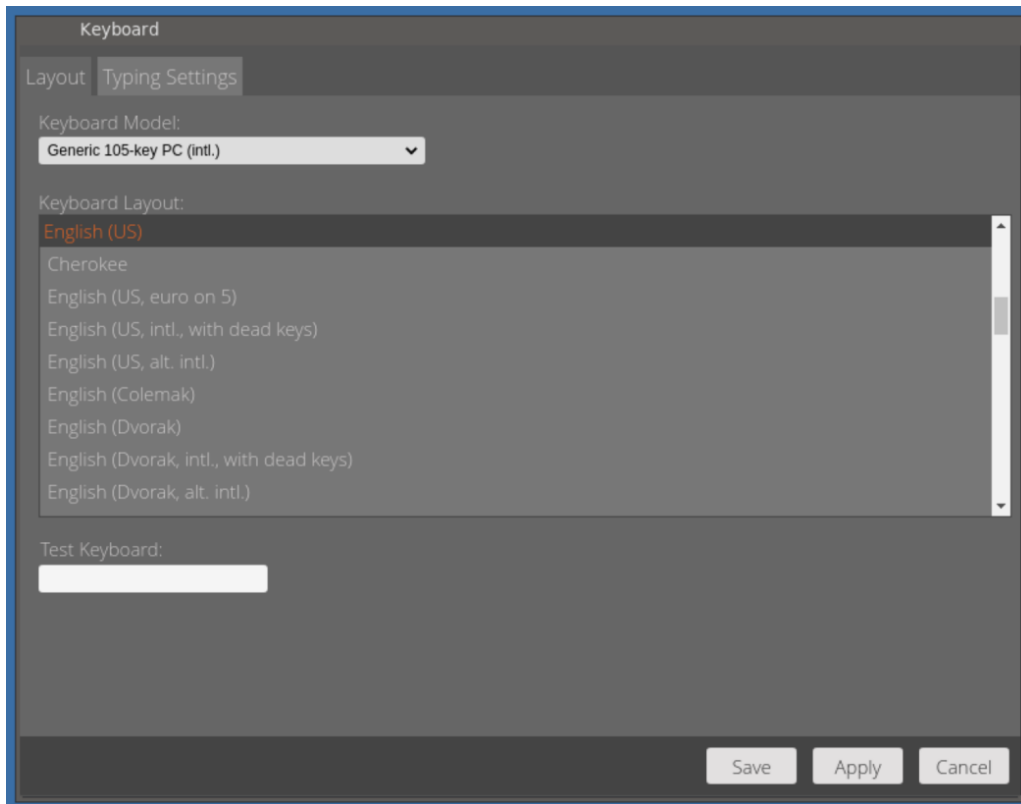 Keyboard
Layout Typing Settings
Keyboard Model:
Generic 105-key PC (intl.)
Keyboard Layout:
English (US)
Cherokee
English (US, euro on 5)
English (US, intl., with dead keys)
English (US, alt. intl.)
English (Colemak)
English (Dvorak)
English (Dvorak, intl., with dead keys)
English (Dvorak, alt. intl.)
Test Keyboard:
Save Apply Cancel